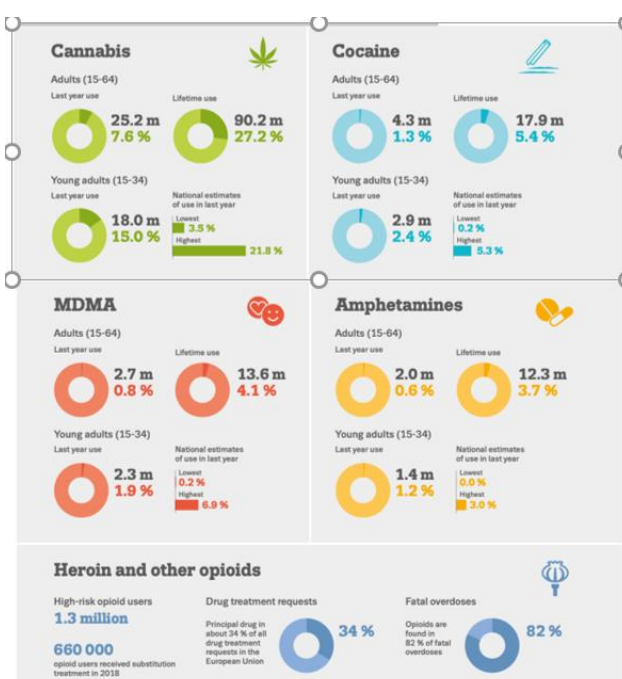 Cannabis
Adults (15-64)
Last year use
25.2 m
7.6 %
Lifetime use
90.2 m
27.2 %
Young adults (15-34)
Last year use
18.0 m
15.0 %
National estimates
of use in last year
Lowest
3.5 %
Highest
21.8 %
Cocaine
Adults (15-64)
Last year use
4.3 m
1.3 %
Lifetime use
17.9 m
5.4 %
Young adults (15-34)
Last year use
2.9 m
2.4 %
National estimates
of use in last year
Lowest
0.2 %
Highest
5.3 %
MDMA
Adults (15-64)
Last year use
2.7 m
0.8 %
Lifetime use
13.6 m
4.1 %
Young adults (15-34)
Last year use
2.3 m
1.9 %
National estimates
of use in last year
Lowest
0.2 %
Highest
6.9 %
Amphetamines
Adults (15-64)
Last year use
2.0 m
0.6 %
Lifetime use
12.3 m
3.7 %
Young adults (15-34)
Last year use
1.4 m
1.2 %
National estimates
of use in last year
Lowest
0.0 %
Highest
3.0 %
Heroin and other opioids
High-risk opioid users
1.3 million
660 000
opioid users received substitution
treatment in 2018
Drug treatment requests
Principal drug in
about 34 % of all
drug treatment
requests in the
European Union
34 %
Fatal overdoses
Opioids are
found in
82 % of fatal
overdoses
82 %